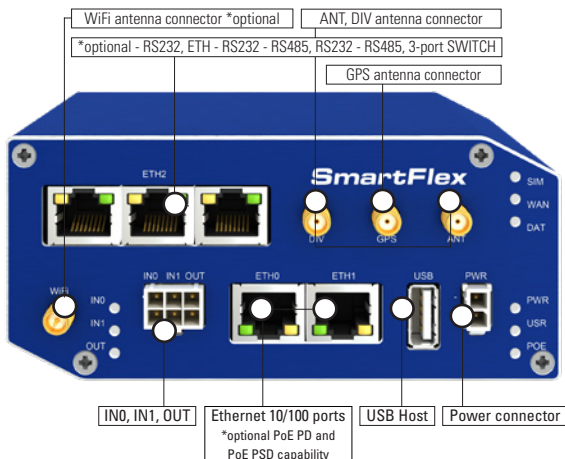 WiFi antenna connector *optional
ANT, DIV antenna connector
*optional - RS232, ETH - RS232 - RS485, RS232 - RS485, 3-port SWITCH
GPS antenna connector
ETH2
SmartFlex
SIM
WAN
DAT
DIV
GPS
ANT
WiFi
IN0
IN1
OUT
IN0 IN1 OUT
ETH0
ETH1
USB
PWR
PWR
USR
POE
IN0, IN1, OUT
Ethernet 10/100 ports
*optional PoE PD and
PoE PSD capability
USB Host
Power connector